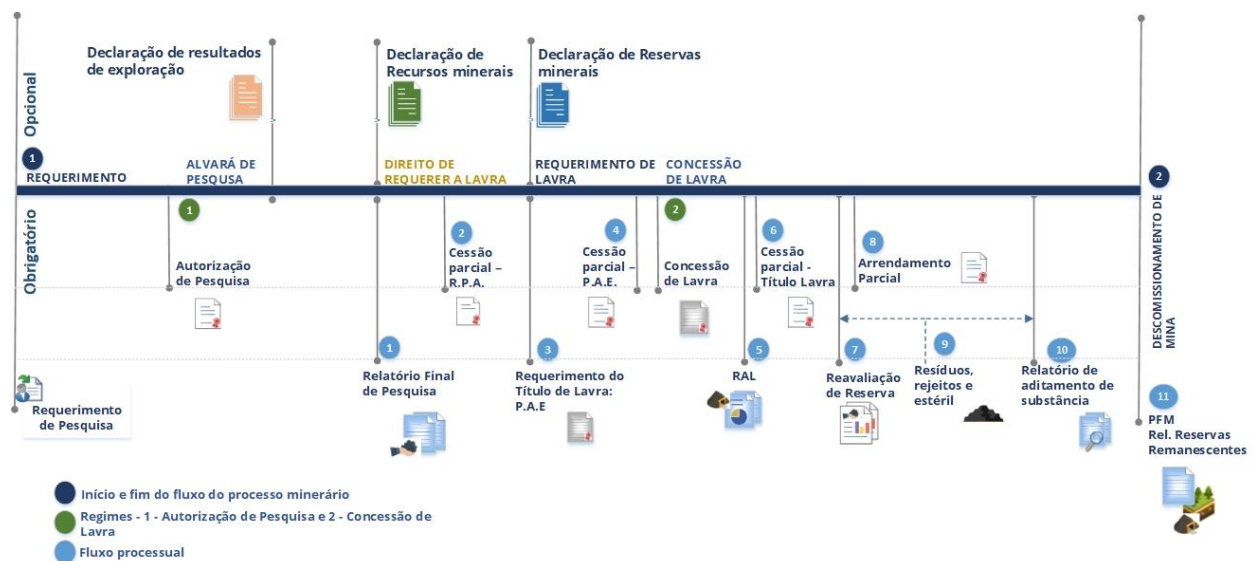 Declaração de resultados
de exploração
Declaração de
Recursos minerais
Declaração de Reservas
minerais
Opcional
1
REQUERIMENTO
ALVARÁ DE
PESQUSA
DIREITO DE
REQUERER A LAVRA
REQUERIMENTO DE
LAVRA
CONCESSÃO
DE LAVRA
2
Obrigatório
1
Autorização
de Pesquisa
2
Cessão
parcial –
R.P.A.
4
Cessão
parcial –
P.A.E.
2
Concessão
de Lavra
6
Cessão
parcial -
Título Lavra
8
Arrendamento
Parcial
DESCOMISSIONAMENTO DE
MINA
Requerimento
de Pesquisa
1
Relatório Final
de Pesquisa
3
Requerimento do
Título de Lavra:
P.A.E
5
RAL
7
Reavaliação
de Reserva
9
Resíduos,
rejeitos e
estéril
10
Relatório de
aditamento de
substância
11
PFM
Rel. Reservas
Remanescentes
Início e fim do fluxo do processo minerário
Regimes - 1 - Autorização de Pesquisa e 2 - Concessão de
Lavra
Fluxo processual